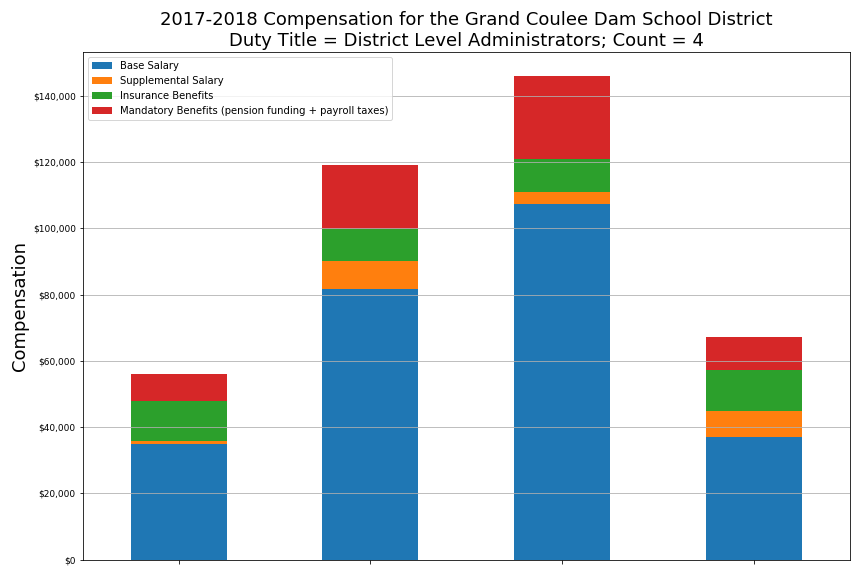 2017-2018 Compensation for the Grand Coulee Dam School District
Duty Title = District Level Administrators; Count = 4
Base Salary
Supplemental Salary
Insurance Benefits
Mandatory Benefits (pension funding + payroll taxes)
Compensation
$140,000
$120,000
$100,000
$80,000
$60,000
$40,000
$20,000
$0